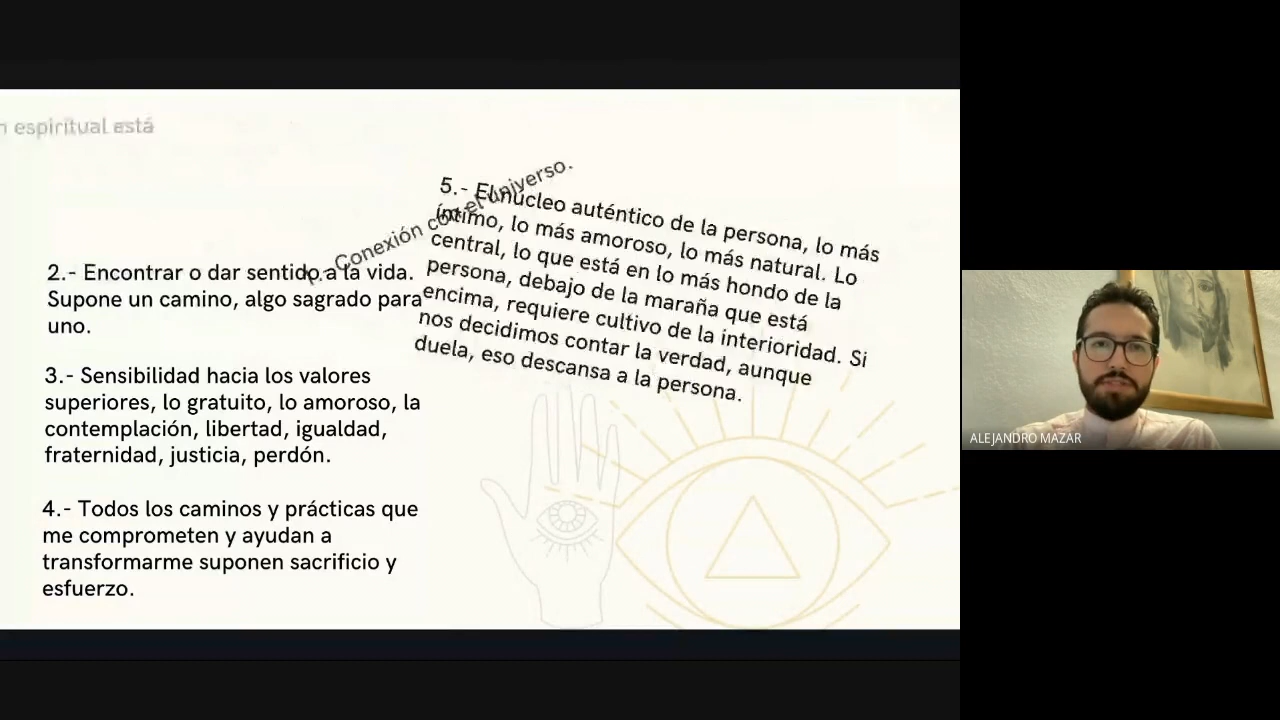 n espiritual está
Conexión con el universo.
2.- Encontrar o dar sentido a la vida.
Supone un camino, algo sagrado para
uno.
3.- Sensibilidad hacia los valores
superiores, lo gratuito, lo amoroso, la
contemplación, libertad, igualdad,
fraternidad, justicia, perdón.
4.- Todos los caminos y prácticas que
me comprometen y ayudan a
transformarme suponen sacrificio y
esfuerzo.
5.- El núcleo auténtico de la persona, lo más
íntimo, lo más amoroso, lo más natural. Lo
central, lo que está en lo más hondo de la
persona, debajo de la maraña que está
encima, requiere cultivo de la interioridad. Si
nos decidimos contar la verdad, aunque
duela, eso descansa a la persona.
ALEJANDRO MAZAR